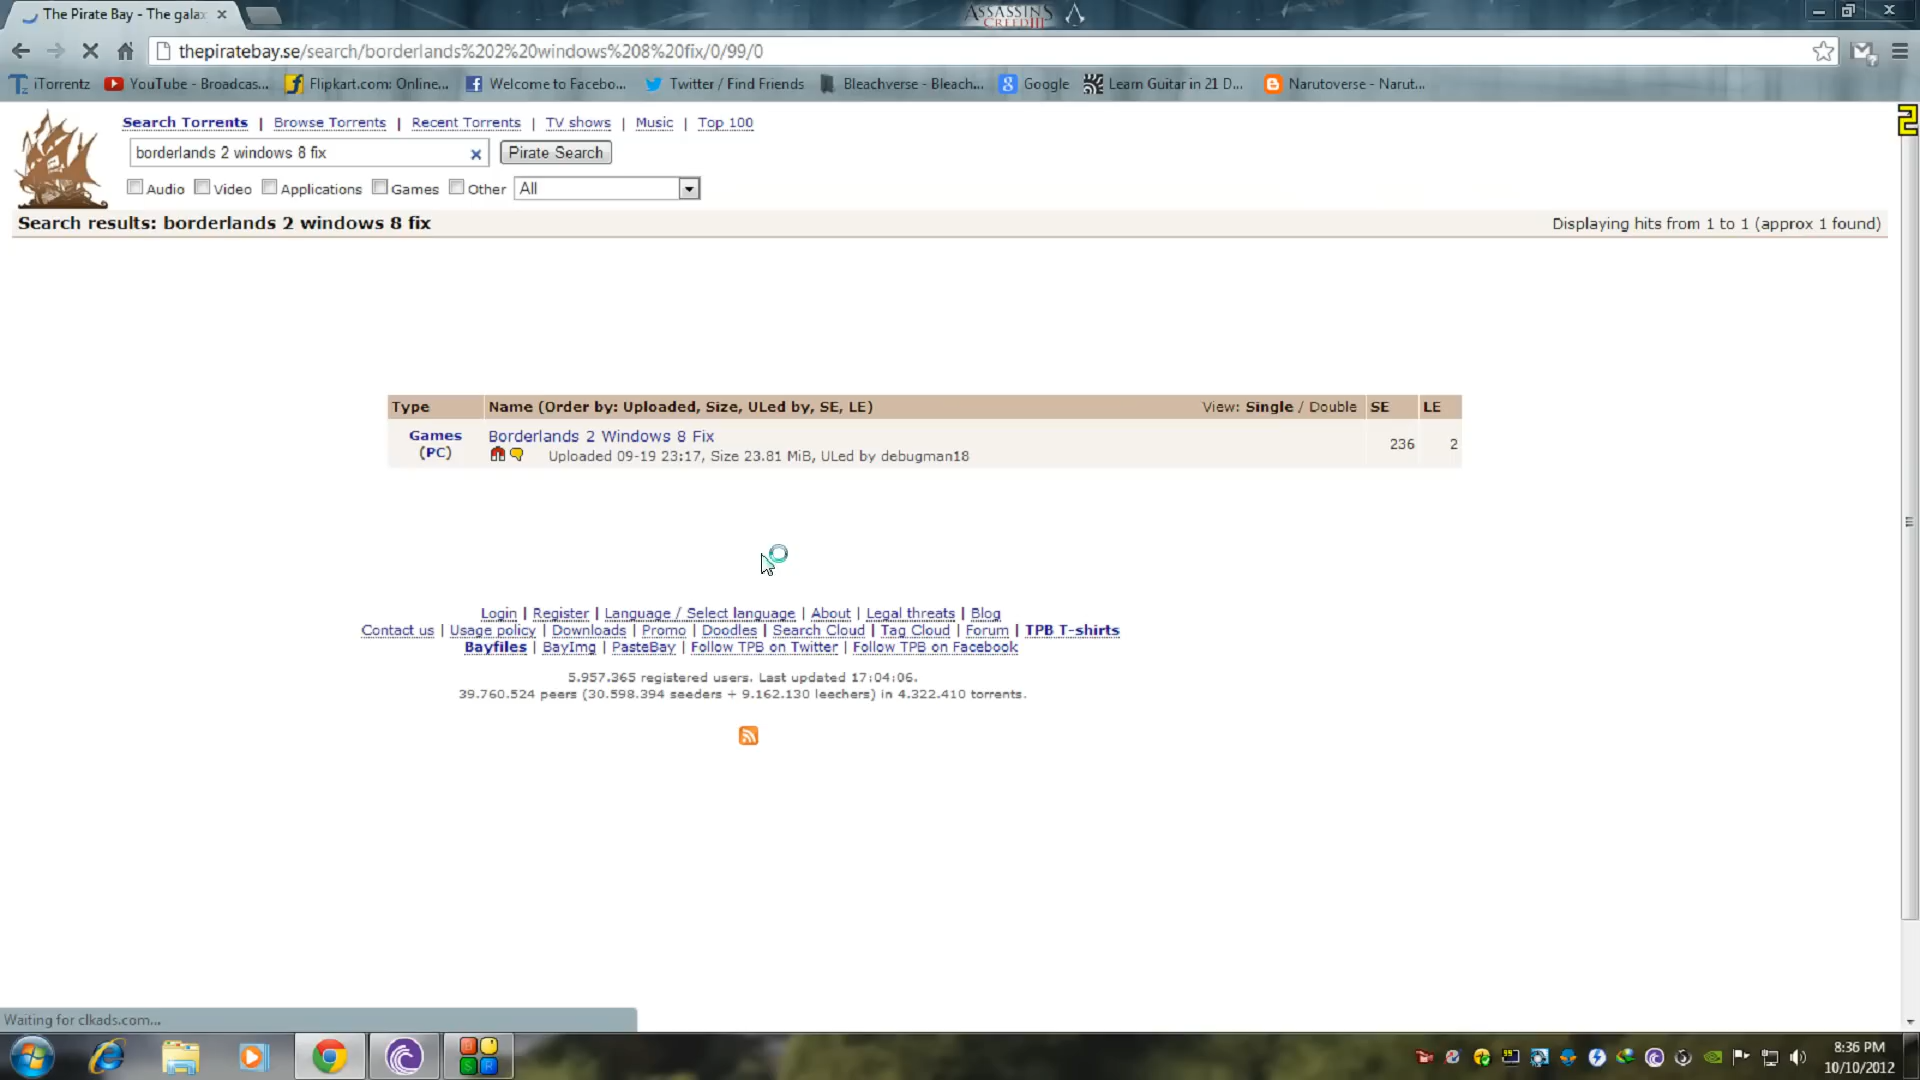 The Pirate Bay - The galax
ASSASSIN'S
CREED III
thepiratebay.se/search/borderlands%202%20windows%208%20fix/0/99/0
iTorrentz YouTube - Broadcas... Flipkart.com: Online... Welcome to Facebo... Twitter / Find Friends Bleachverse - Bleach... Google Learn Guitar in 21 D... Narutoverse - Narut...
Search Torrents | Browse Torrents | Recent Torrents | TV shows | Music | Top 100
2
borderlands 2 windows 8 fix Pirate Search
Audio Video Applications Games Other All
Search results: borderlands 2 windows 8 fix Displaying hits from 1 to 1 (approx 1 found)
Type Name (Order by: Uploaded, Size, ULed by, SE, LE) View: Single / Double SE LE
Games Borderlands 2 Windows 8 Fix
236 2
(PC) Uploaded 09-19 23:17, Size 23.81 MiB, ULed by debugman18
Login | Register | Language / Select language | About | Legal threats | Blog
Contact us | Usage policy | Downloads | Promo | Doodles | Search Cloud | Tag Cloud | Forum | TPB T-shirts
Bayfiles | BayImg | PasteBay | Follow TPB on Twitter | Follow TPB on Facebook
5.957.365 registered users. Last updated 17:04:06.
39.760.524 peers (30.598.394 seeders + 9.162.130 leechers) in 4.322.410 torrents.
Waiting for clkads.com...
8:36 PM
10/10/2012